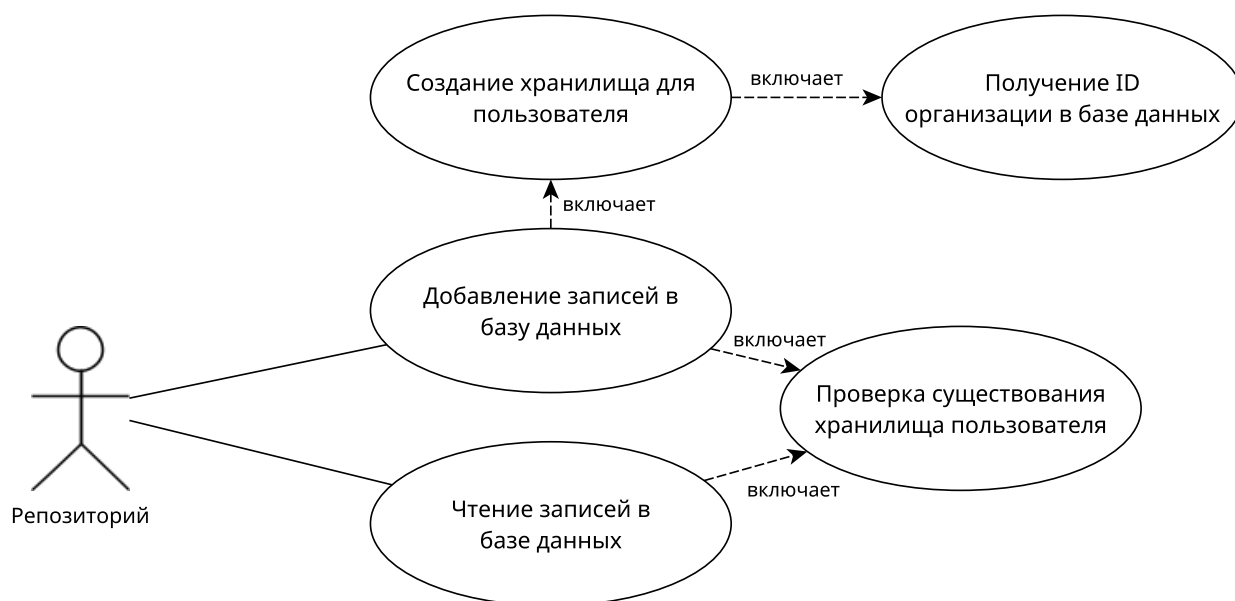 Создание хранилища для
пользователя
включает
Получение ID
организации в базе данных
включает
Добавление записей в
базу данных
включает
Проверка существования
хранилища пользователя
включает
Чтение записей в
базе данных
Репозиторий